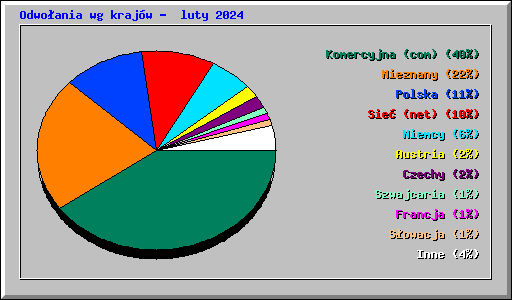 Odwołania wg krajów - luty 2024
Komercyjna (com) (40%)
Nieznany (22%)
Polska (11%)
Sieć (net) (10%)
Niemcy (6%)
Austria (2%)
Czechy (2%)
Szwajcaria (1%)
Francja (1%)
Słowacja (1%)
Inne (4%)